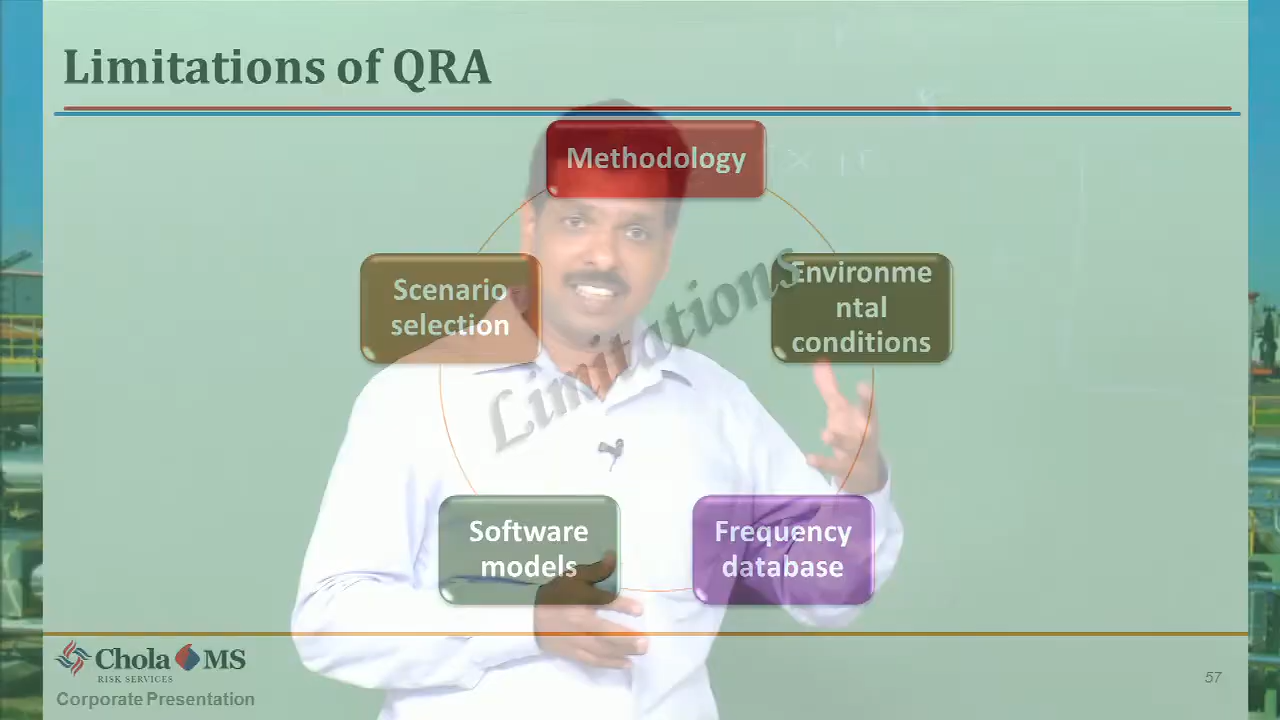 Limitations of QRA
Methodology
Scenario
selection
Environme
ntal
conditions
Limitations
Software
models
Frequency
database
Chola MS
RISK SERVICES
Corporate Presentation
57